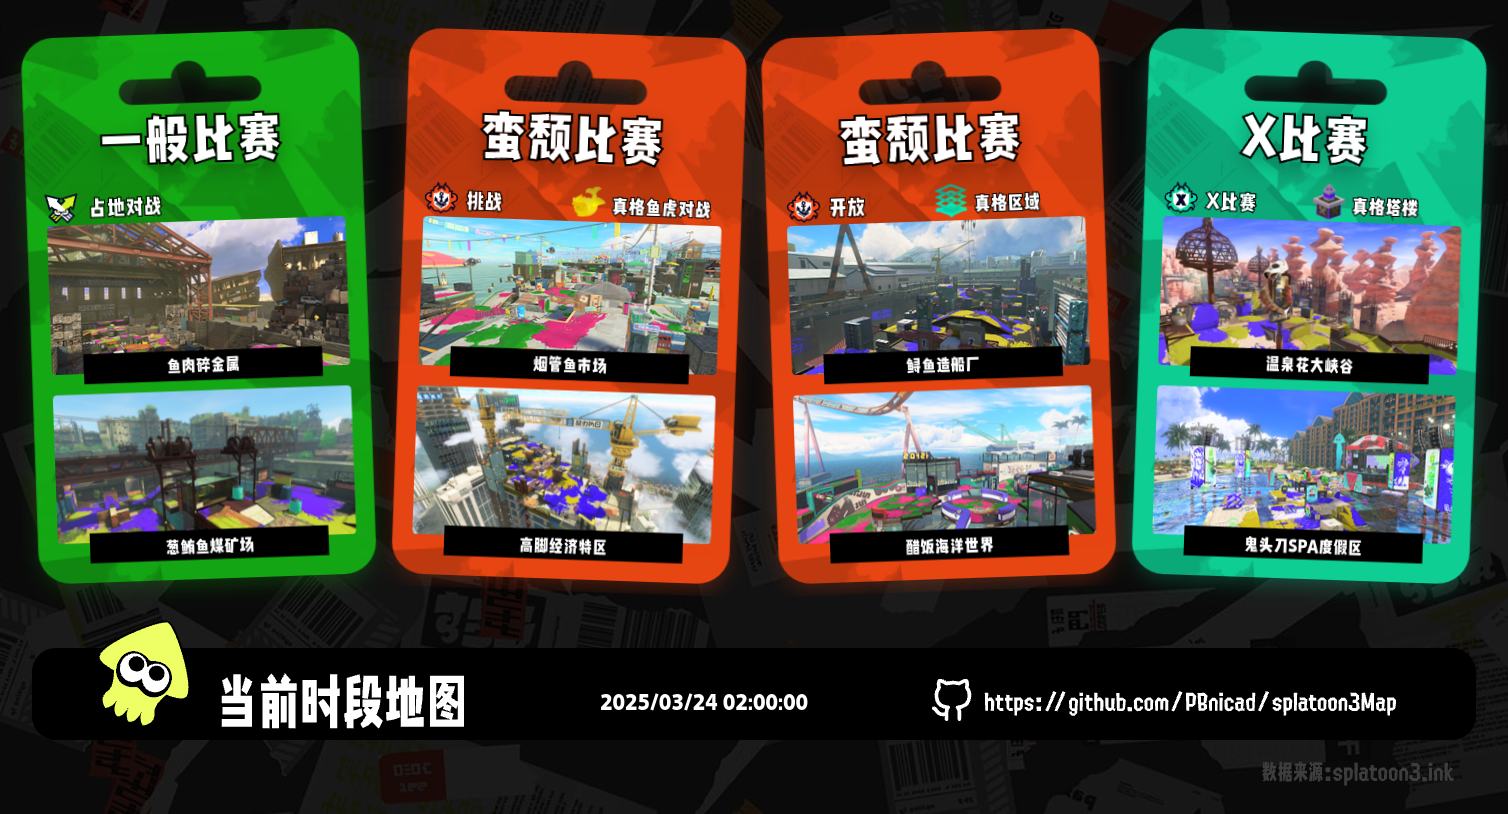 一般比赛
占地对战
鱼肉碎金属
葱鲔鱼煤矿场
蛮颓比赛
挑战
真格鱼虎对战
烟管鱼市场
高脚经济特区
蛮颓比赛
开放
真格区域
鲟鱼造船厂
醋饭海洋世界
X比赛
X比赛
真格塔楼
温泉花大峡谷
鬼头刀SPA度假区
当前时段地图
2025/03/24 02:00:00
https://github.com/PBnicad/splatoon3Map
数据来源:splatoon3.ink